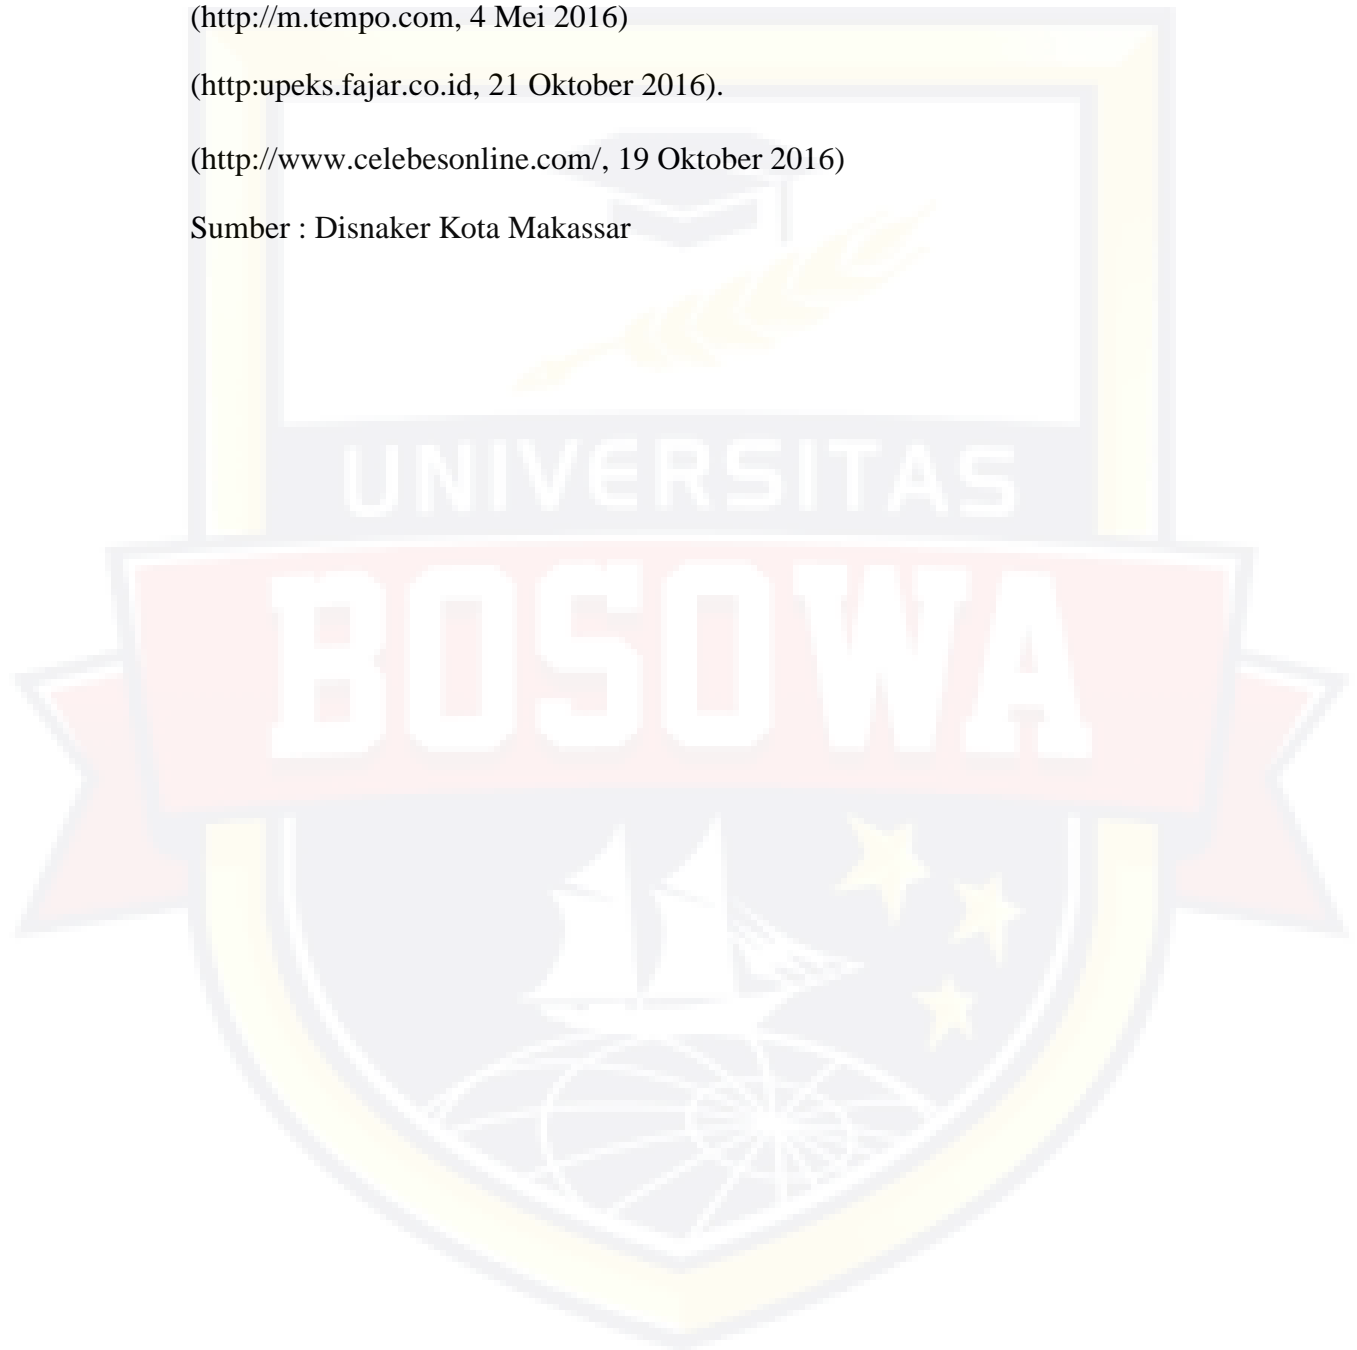 (http://m.tempo.com, 4 Mei 2016)
(http:upeks.fajar.co.id, 21 Oktober 2016).
(http://www.celebesonline.com/, 19 Oktober 2016)
Sumber : Disnaker Kota Makassar
UNIVERSITAS
BOSOWA